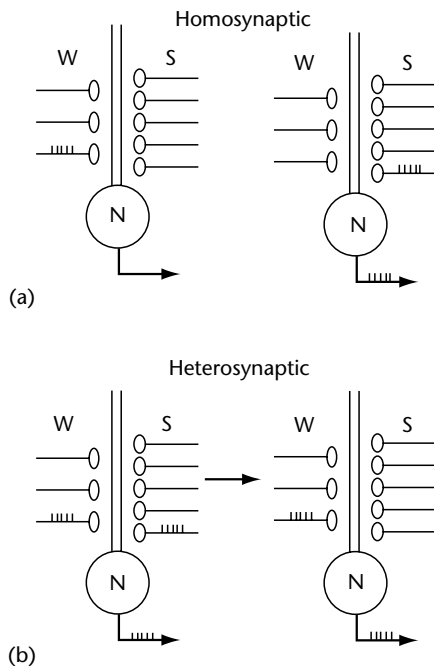 Homosynaptic
W S W S
N N
(a)
Heterosynaptic
W S W S
N N
(b)